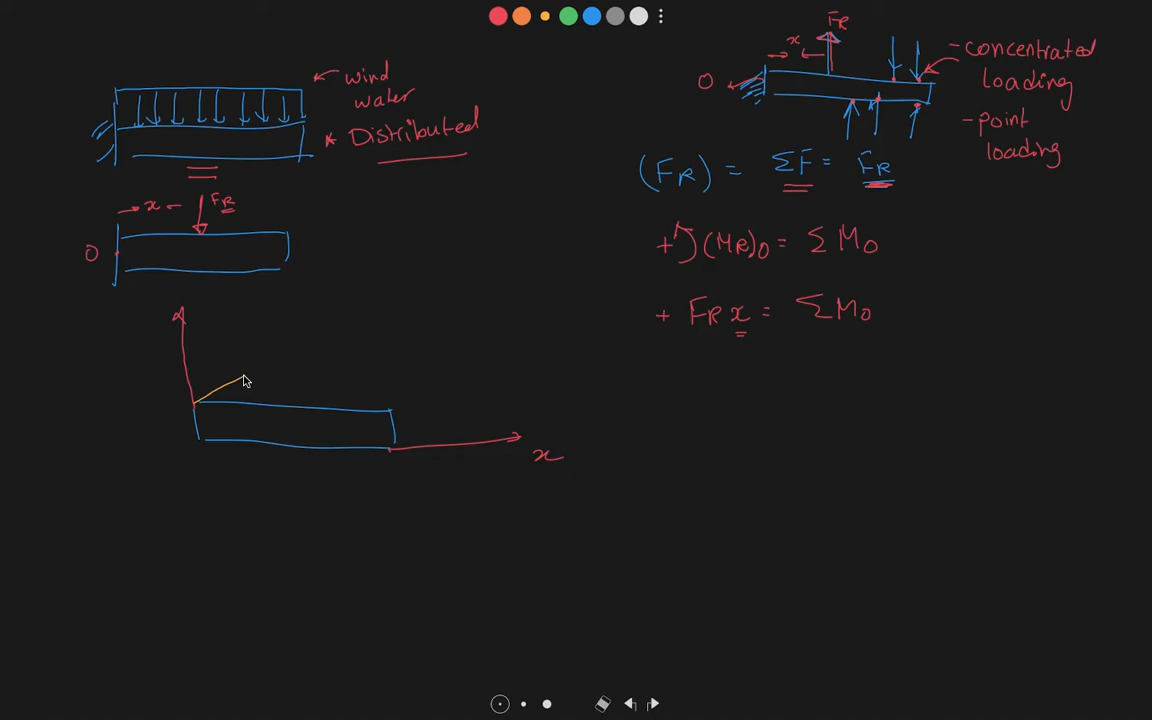 wind
water
* Distributed
x
FR
O
x
FR
x
O
- concentrated
loading
- point
loading
(FR) = ΣF = FR
+ (MR)O = ΣMO
+ FR x = ΣMO